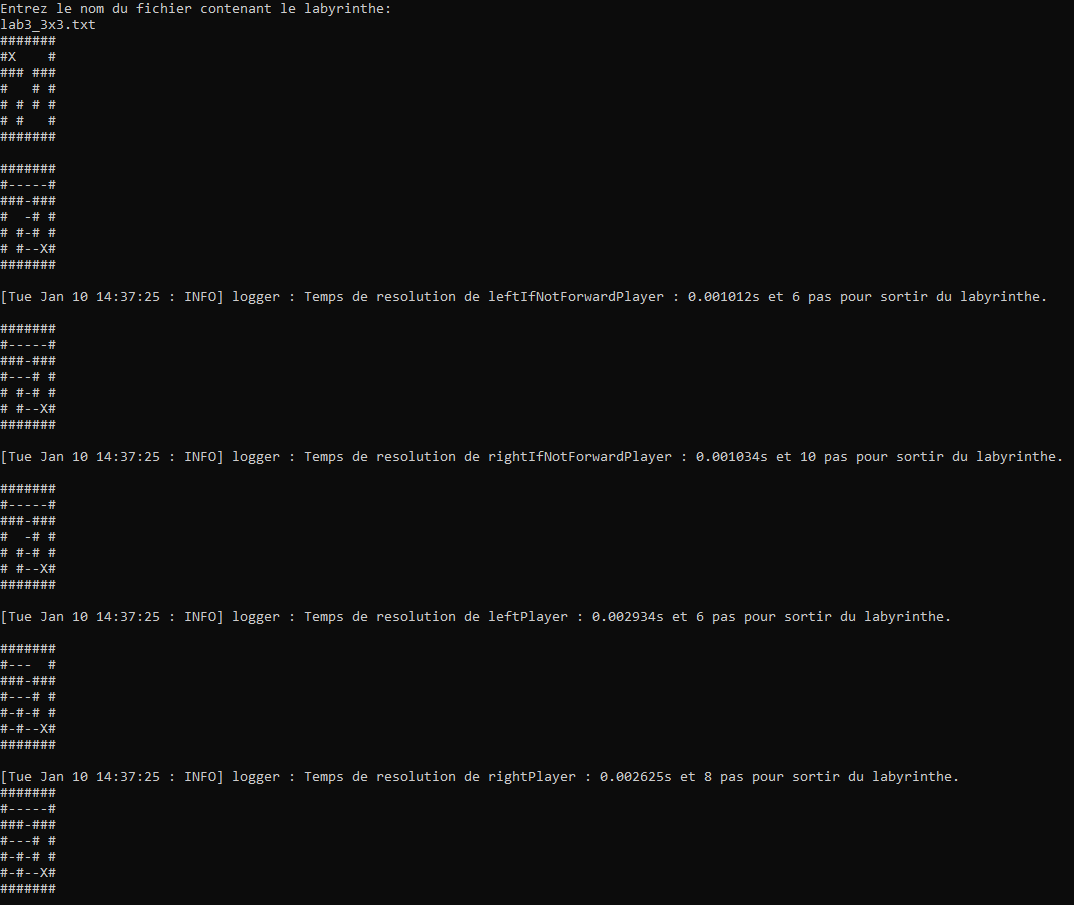 Entrez le nom du fichier contenant le labyrinthe:
lab3_3x3.txt
#######
#X    #
### ###
#   # #
# # # #
# #   #
#######

#######
#-----#
###-###
#  -# #
# #-# #
# #--X#
#######

[Tue Jan 10 14:37:25 : INFO] logger : Temps de resolution de leftIfNotForwardPlayer : 0.001012s et 6 pas pour sortir du labyrinthe.

#######
#-----#
###-###
#---# #
# #-# #
# #--X#
#######

[Tue Jan 10 14:37:25 : INFO] logger : Temps de resolution de rightIfNotForwardPlayer : 0.001034s et 10 pas pour sortir du labyrinthe.

#######
#-----#
###-###
#  -# #
# #-# #
# #--X#
#######

[Tue Jan 10 14:37:25 : INFO] logger : Temps de resolution de leftPlayer : 0.002934s et 6 pas pour sortir du labyrinthe.

#######
#---  #
###-###
#---# #
#-#-# #
#-#--X#
#######

[Tue Jan 10 14:37:25 : INFO] logger : Temps de resolution de rightPlayer : 0.002625s et 8 pas pour sortir du labyrinthe.
#######
#-----#
###-###
#---# #
#-#-# #
#-#--X#
#######